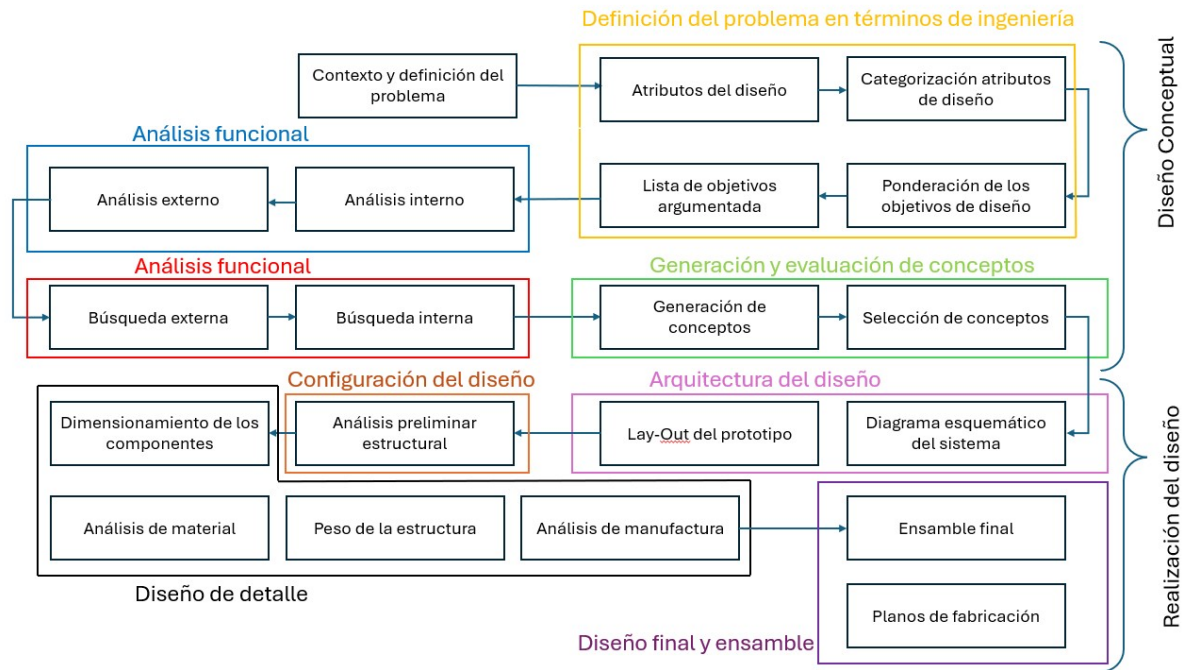 Definición del problema en términos de ingeniería
Contexto y definición del
problema
Atributos del diseño
Categorización atributos
de diseño
Diseño Conceptual
Análisis funcional
Análisis externo
Análisis interno
Lista de objetivos
argumentada
Ponderación de los
objetivos de diseño
Análisis funcional
Generación y evaluación de conceptos
Búsqueda externa
Búsqueda interna
Generación de
conceptos
Selección de conceptos
Configuración del diseño
Arquitectura del diseño
Dimensionamiento de los
componentes
Análisis preliminar
estructural
Lay-Out del prototipo
Diagrama esquemático
del sistema
Realización del diseño
Análisis de material
Peso de la estructura
Análisis de manufactura
Ensamble final
Diseño de detalle
Planos de fabricación
Diseño final y ensamble